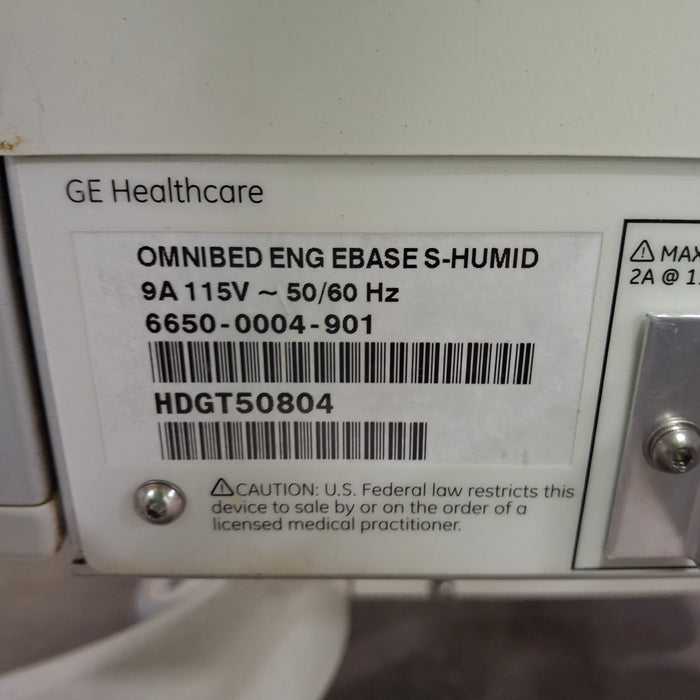 GE Healthcare
OMNIBED ENG EBASE S-HUMID
9A 115V ~ 50/60 Hz
6650-0004-901
HDGT50804
⚠CAUTION: U.S. Federal law restricts this
device to sale by or on the order of a
licensed medical practitioner.
⚠ MAX
2A @ 1